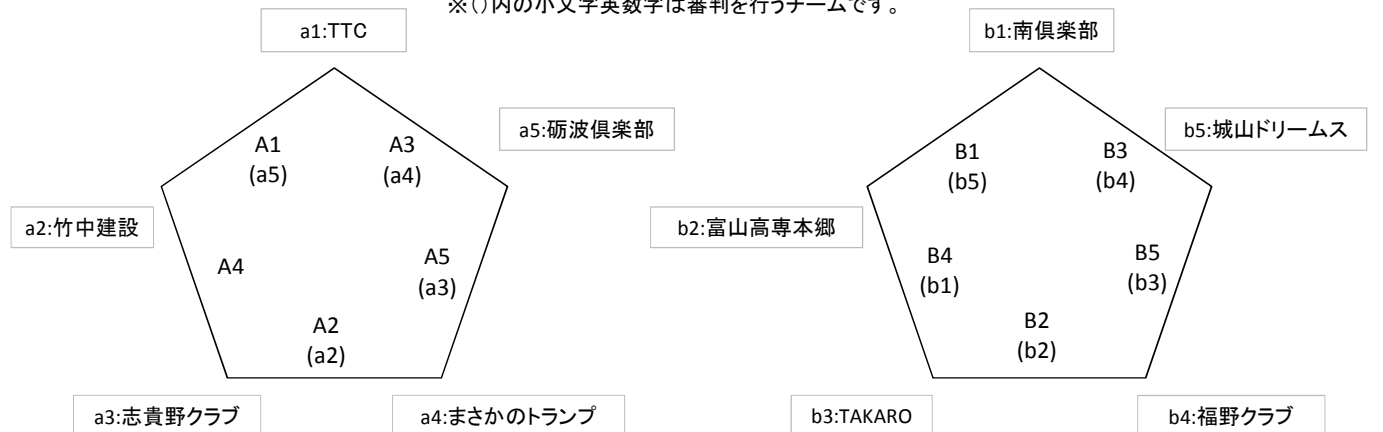 ※()内の小文字英数字は審判を行うチームです。
a1:TTC
b1:南倶楽部
a5:砺波倶楽部
b5:城山ドリームス
A1
(a5)
A3
(a4)
B1
(b5)
B3
(b4)
a2:竹中建設
b2:富山高専本郷
A4
A5
(a3)
B4
(b1)
B5
(b3)
A2
(a2)
B2
(b2)
a3:志貴野クラブ
a4:まさかのトランプ
b3:TAKARO
b4:福野クラブ